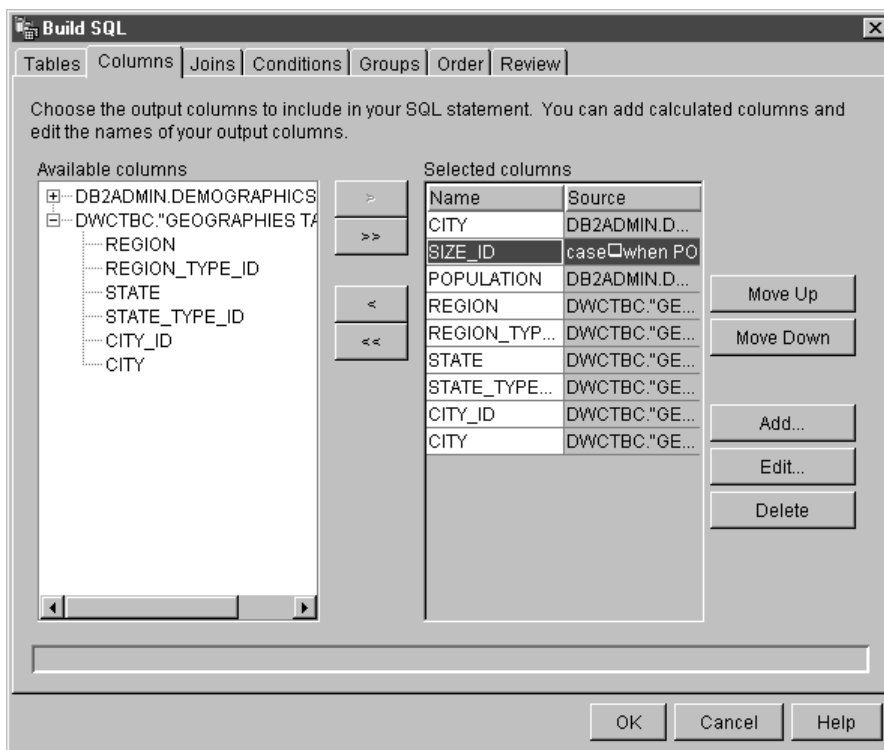 Build SQL
Tables Columns Joins Conditions Groups Order Review
Choose the output columns to include in your SQL statement. You can add calculated columns and
edit the names of your output columns.
Available columns
DB2ADMIN.DEMOGRAPHICS
DWCTBC."GEOGRAPHIES TA
REGION
REGION_TYPE_ID
STATE
STATE_TYPE_ID
CITY_ID
CITY
>
>>
<
<<
Selected columns
Name Source
CITY DB2ADMIN.D...
SIZE_ID case□when PO
POPULATION DB2ADMIN.D...
REGION DWCTBC."GE...
REGION_TYP... DWCTBC."GE...
STATE DWCTBC."GE...
STATE_TYPE... DWCTBC."GE...
CITY_ID DWCTBC."GE...
CITY DWCTBC."GE...
Move Up
Move Down
Add...
Edit...
Delete
OK Cancel Help